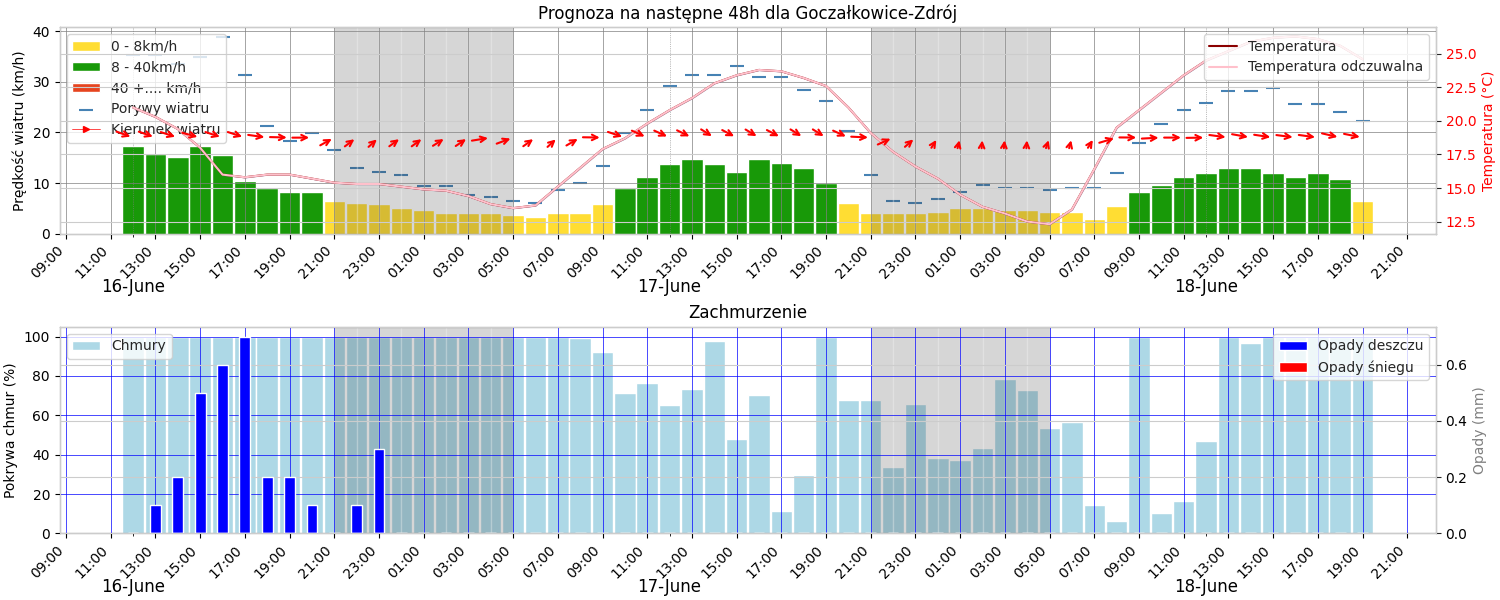 Prognoza na następne 48h dla Goczałkowice-Zdrój
Prędkość wiatru (km/h)
40
30
20
10
0
0 - 8km/h
8 - 40km/h
40 +.... km/h
Porywy wiatru
Kierunek wiatru
Temperatura
Temperatura odczuwalna
25.0
22.5
20.0
17.5
15.0
12.5
Temperatura (°C)
09:00 11:00 13:00 15:00 17:00 19:00 21:00 23:00 01:00 03:00 05:00 07:00 09:00 11:00 13:00 15:00 17:00 19:00 21:00 23:00 01:00 03:00 05:00 07:00 09:00 11:00 13:00 15:00 17:00 19:00 21:00
16-June 17-June 18-June
Zachmurzenie
Pokrywa chmur (%)
100
80
60
40
20
0
Chmury
Opady deszczu
Opady śniegu
0.6
0.4
0.2
0.0
Opady (mm)
09:00 11:00 13:00 15:00 17:00 19:00 21:00 23:00 01:00 03:00 05:00 07:00 09:00 11:00 13:00 15:00 17:00 19:00 21:00 23:00 01:00 03:00 05:00 07:00 09:00 11:00 13:00 15:00 17:00 19:00 21:00
16-June 17-June 18-June